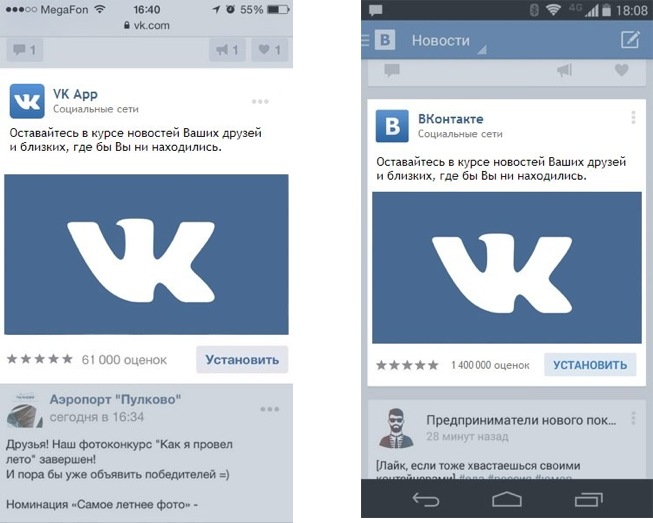 MegaFon 16:40 55%
vk.com
1 1 1
VK App
Социальные сети
Оставайтесь в курсе новостей Ваших друзей
и близких, где бы Вы ни находились.
61 000 оценок Установить
Аэропорт "Пулково"
сегодня в 16:34
Друзья! Наш фотоконкурс "Как я провел
лето" завершен!
И пора бы уже объявить победителей =)
Номинация «Самое летнее фото» -
4G 18:08
B Новости
B ВКонтакте
Социальные сети
Оставайтесь в курсе новостей Ваших друзей
и близких, где бы Вы ни находились.
1 400 000 оценок УСТАНОВИТЬ
Предприниматели нового пок...
28 минут назад
[Лайк, если тоже хвастаешься своими
контейнерами] #еда #россия #юмор